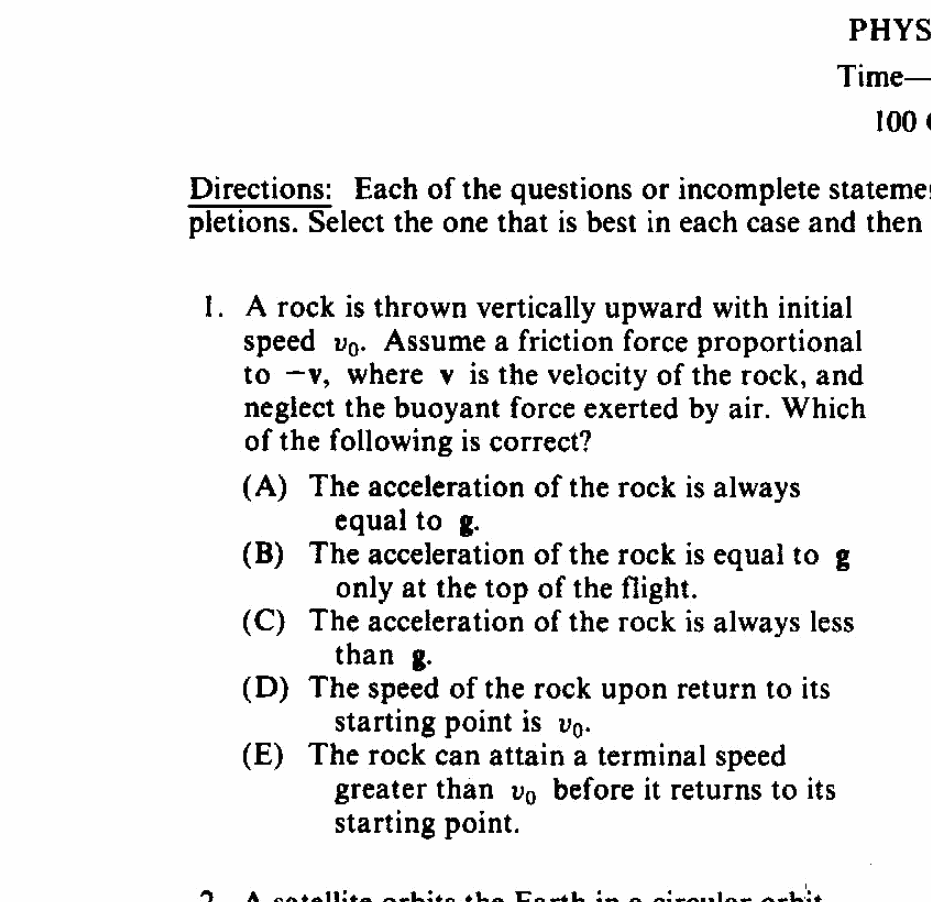 PHYS
Time—
100
Directions: Each of the questions or incomplete stateme
pletions. Select the one that is best in each case and then
1. A rock is thrown vertically upward with initial
speed v₀. Assume a friction force proportional
to −v, where v is the velocity of the rock, and
neglect the buoyant force exerted by air. Which
of the following is correct?
(A) The acceleration of the rock is always
equal to g.
(B) The acceleration of the rock is equal to g
only at the top of the flight.
(C) The acceleration of the rock is always less
than g.
(D) The speed of the rock upon return to its
starting point is v₀.
(E) The rock can attain a terminal speed
greater than v₀ before it returns to its
starting point.
2. A satellite orbits the Earth in a circular orbit